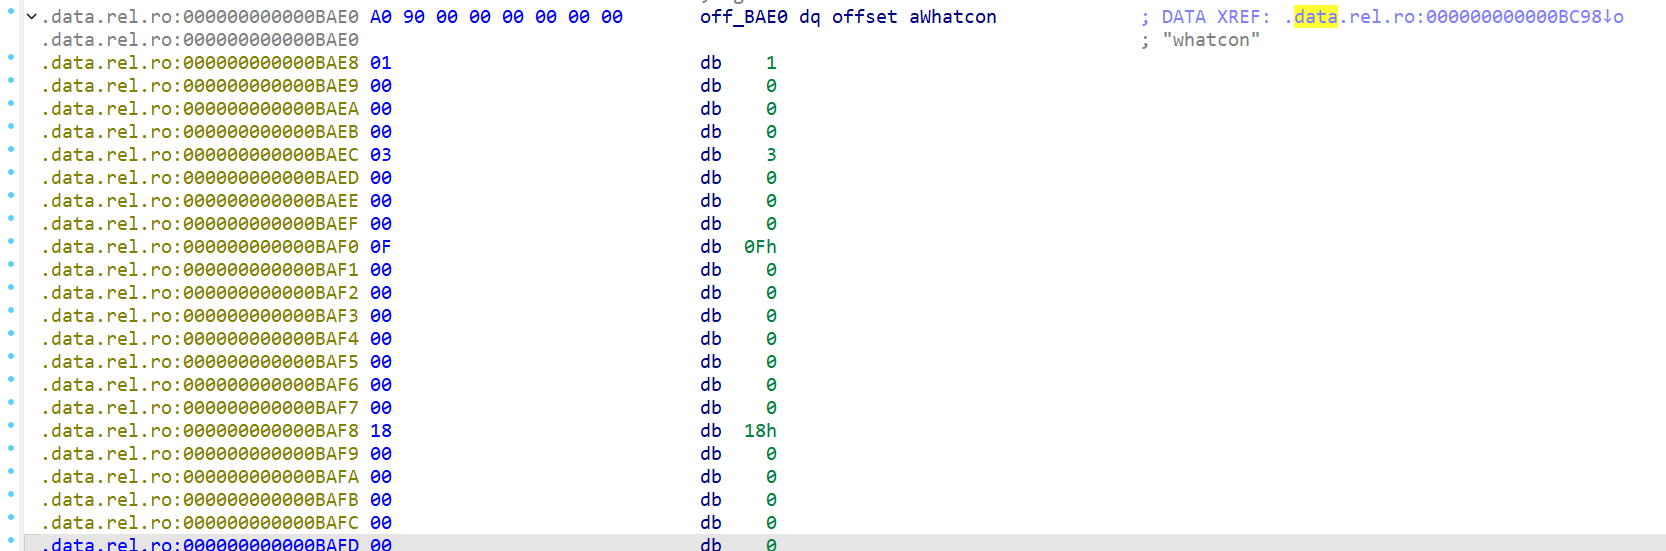 .data.rel.ro:000000000000BAE0 A0 90 00 00 00 00 00 00 off_BAE0 dq offset aWhatcon ; DATA XREF: .data.rel.ro:000000000000BC98↓o
.data.rel.ro:000000000000BAE0 ; "whatcon"
.data.rel.ro:000000000000BAE8 01 db 1
.data.rel.ro:000000000000BAE9 00 db 0
.data.rel.ro:000000000000BAEA 00 db 0
.data.rel.ro:000000000000BAEB 00 db 0
.data.rel.ro:000000000000BAEC 03 db 3
.data.rel.ro:000000000000BAED 00 db 0
.data.rel.ro:000000000000BAEE 00 db 0
.data.rel.ro:000000000000BAEF 00 db 0
.data.rel.ro:000000000000BAF0 0F db 0Fh
.data.rel.ro:000000000000BAF1 00 db 0
.data.rel.ro:000000000000BAF2 00 db 0
.data.rel.ro:000000000000BAF3 00 db 0
.data.rel.ro:000000000000BAF4 00 db 0
.data.rel.ro:000000000000BAF5 00 db 0
.data.rel.ro:000000000000BAF6 00 db 0
.data.rel.ro:000000000000BAF7 00 db 0
.data.rel.ro:000000000000BAF8 18 db 18h
.data.rel.ro:000000000000BAF9 00 db 0
.data.rel.ro:000000000000BAFA 00 db 0
.data.rel.ro:000000000000BAFB 00 db 0
.data.rel.ro:000000000000BAFC 00 db 0
.data.rel.ro:000000000000BAFD 00 db 0